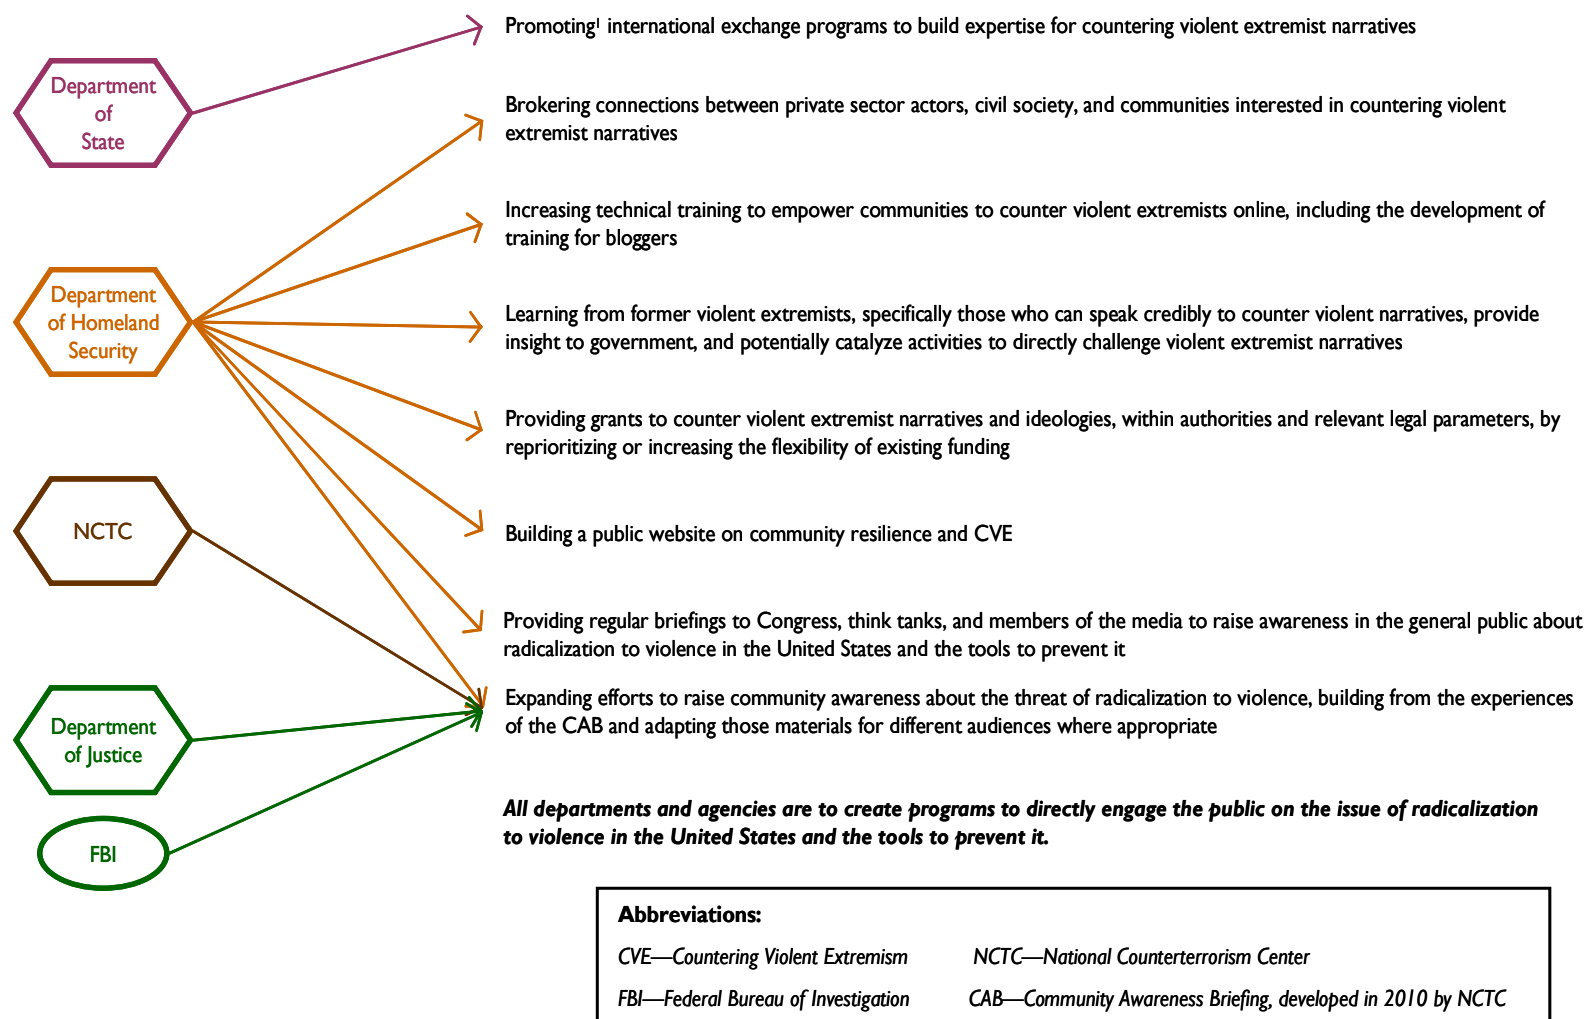 Promoting¹ international exchange programs to build expertise for countering violent extremist narratives
Department
of
State
Brokering connections between private sector actors, civil society, and communities interested in countering violent
extremist narratives
Increasing technical training to empower communities to counter violent extremists online, including the development of
training for bloggers
Department
of Homeland
Security
Learning from former violent extremists, specifically those who can speak credibly to counter violent narratives, provide
insight to government, and potentially catalyze activities to directly challenge violent extremist narratives
Providing grants to counter violent extremist narratives and ideologies, within authorities and relevant legal parameters, by
reprioritizing or increasing the flexibility of existing funding
NCTC
Building a public website on community resilience and CVE
Providing regular briefings to Congress, think tanks, and members of the media to raise awareness in the general public about
radicalization to violence in the United States and the tools to prevent it
Department
of Justice
Expanding efforts to raise community awareness about the threat of radicalization to violence, building from the experiences
of the CAB and adapting those materials for different audiences where appropriate
FBI
All departments and agencies are to create programs to directly engage the public on the issue of radicalization
to violence in the United States and the tools to prevent it.
Abbreviations:
CVE—Countering Violent Extremism NCTC—National Counterterrorism Center
FBI—Federal Bureau of Investigation CAB—Community Awareness Briefing, developed in 2010 by NCTC